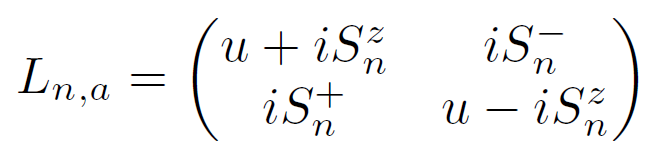 L_{n,a} = \begin{pmatrix} u + iS_n^z & iS_n^- \\ iS_n^+ & u - iS_n^z \end{pmatrix}